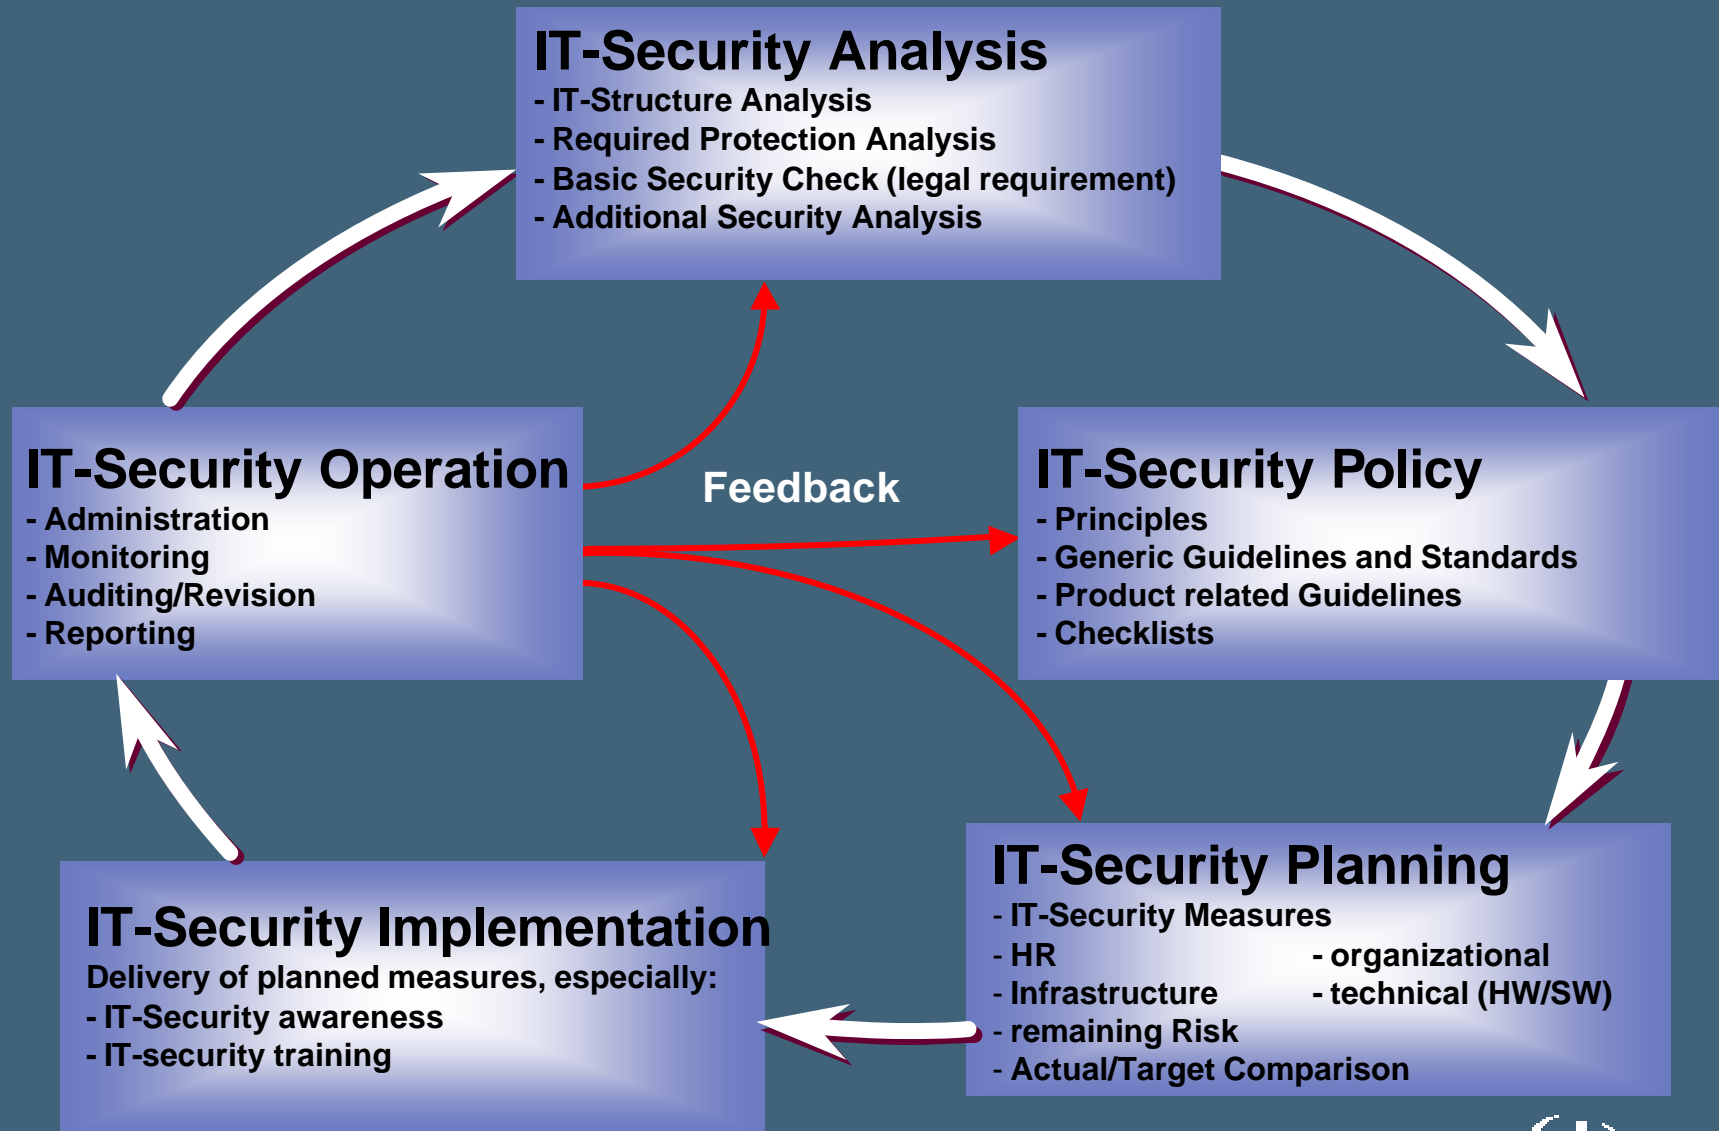 IT-Security Analysis
- IT-Structure Analysis
- Required Protection Analysis
- Basic Security Check (legal requirement)
- Additional Security Analysis
IT-Security Operation
- Administration
- Monitoring
- Auditing/Revision
- Reporting
Feedback
IT-Security Policy
- Principles
- Generic Guidelines and Standards
- Product related Guidelines
- Checklists
IT-Security Implementation
Delivery of planned measures, especially:
- IT-Security awareness
- IT-security training
IT-Security Planning
- IT-Security Measures
- HR - organizational
- Infrastructure - technical (HW/SW)
- remaining Risk
- Actual/Target Comparison